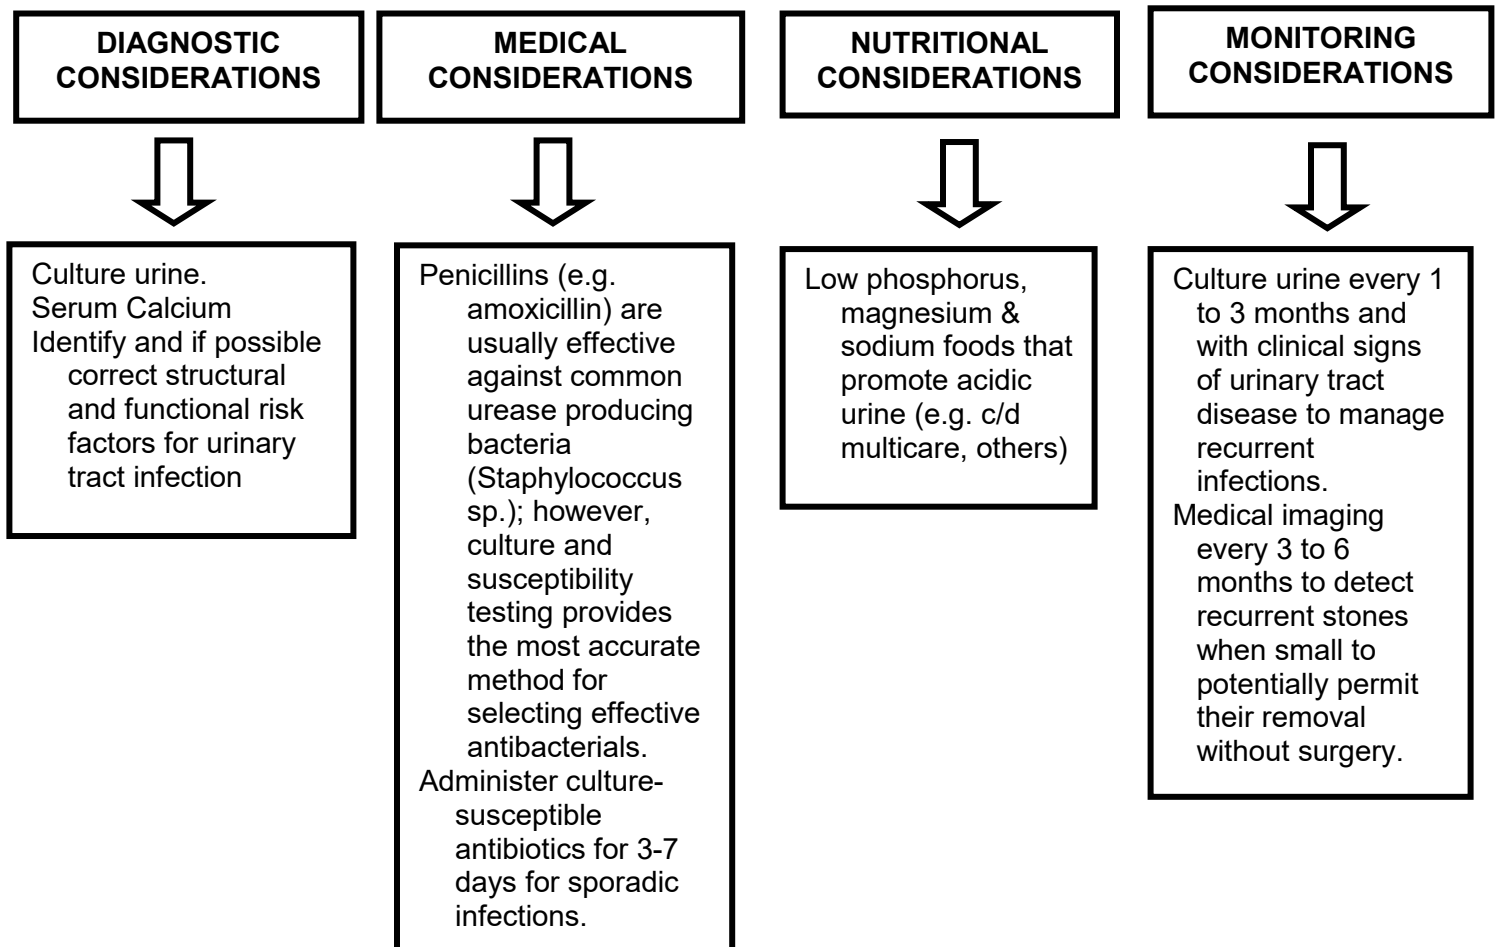 DIAGNOSTIC
CONSIDERATIONS
MEDICAL
CONSIDERATIONS
NUTRITIONAL
CONSIDERATIONS
MONITORING
CONSIDERATIONS
Culture urine.
Serum Calcium
Identify and if possible
correct structural
and functional risk
factors for urinary
tract infection
Penicillins (e.g.
amoxicillin) are
usually effective
against common
urease producing
bacteria
(Staphylococcus
sp.); however,
culture and
susceptibility
testing provides
the most accurate
method for
selecting effective
antibacterials.
Administer culture-
susceptible
antibiotics for 3-7
days for sporadic
infections.
Low phosphorus,
magnesium &
sodium foods that
promote acidic
urine (e.g. c/d
multicare, others)
Culture urine every 1
to 3 months and
with clinical signs
of urinary tract
disease to manage
recurrent
infections.
Medical imaging
every 3 to 6
months to detect
recurrent stones
when small to
potentially permit
their removal
without surgery.